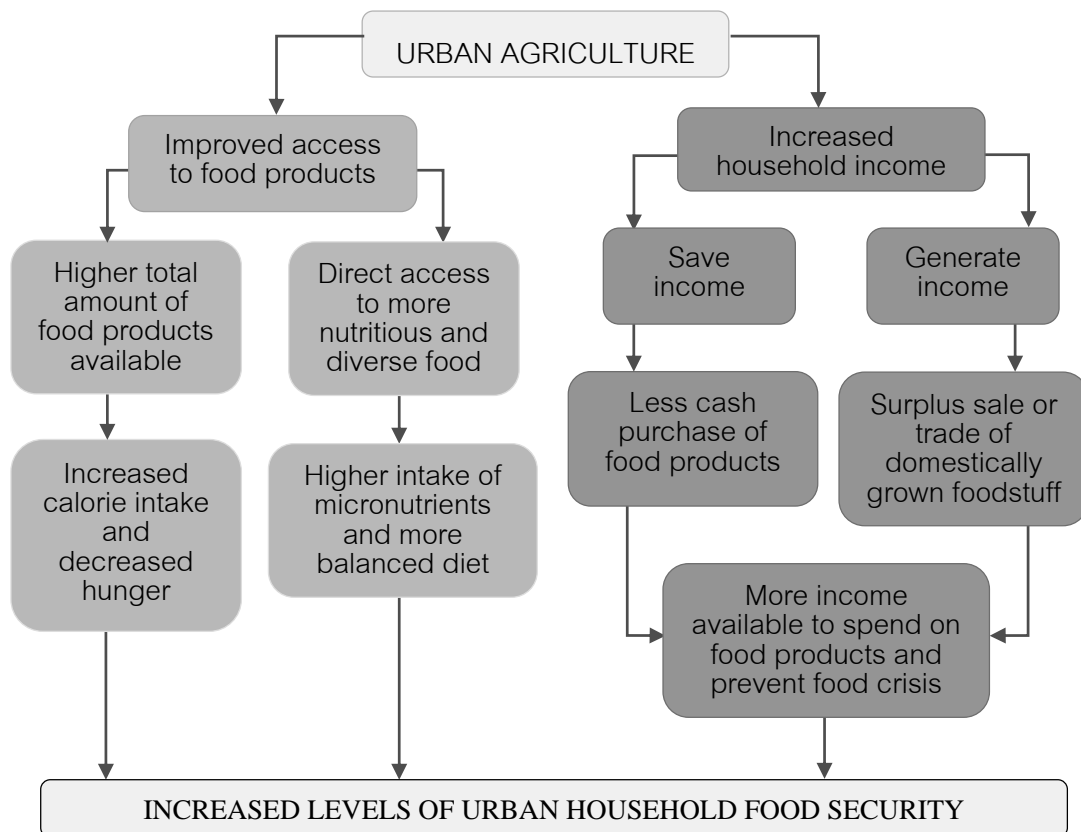 URBAN AGRICULTURE
Improved access
to food products
Increased
household income
Higher total
amount of
food products
available
Direct access
to more
nutritious and
diverse food
Save
income
Generate
income
Less cash
purchase of
food products
Surplus sale or
trade of
domestically
grown foodstuff
Increased
calorie intake
and
decreased
hunger
Higher intake of
micronutrients
and more
balanced diet
More income
available to spend on
food products and
prevent food crisis
INCREASED LEVELS OF URBAN HOUSEHOLD FOOD SECURITY